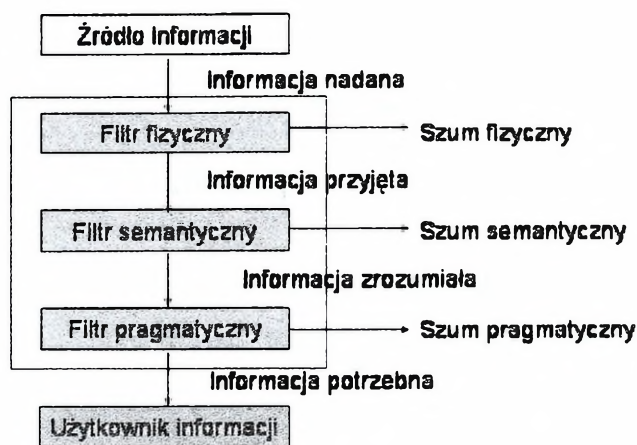 Źródło informacji
Informacja nadana
Filtr fizyczny
Szum fizyczny
Informacja przyjęta
Filtr semantyczny
Szum semantyczny
Informacja zrozumiała
Filtr pragmatyczny
Szum pragmatyczny
Informacja potrzebna
Użytkownik informacji